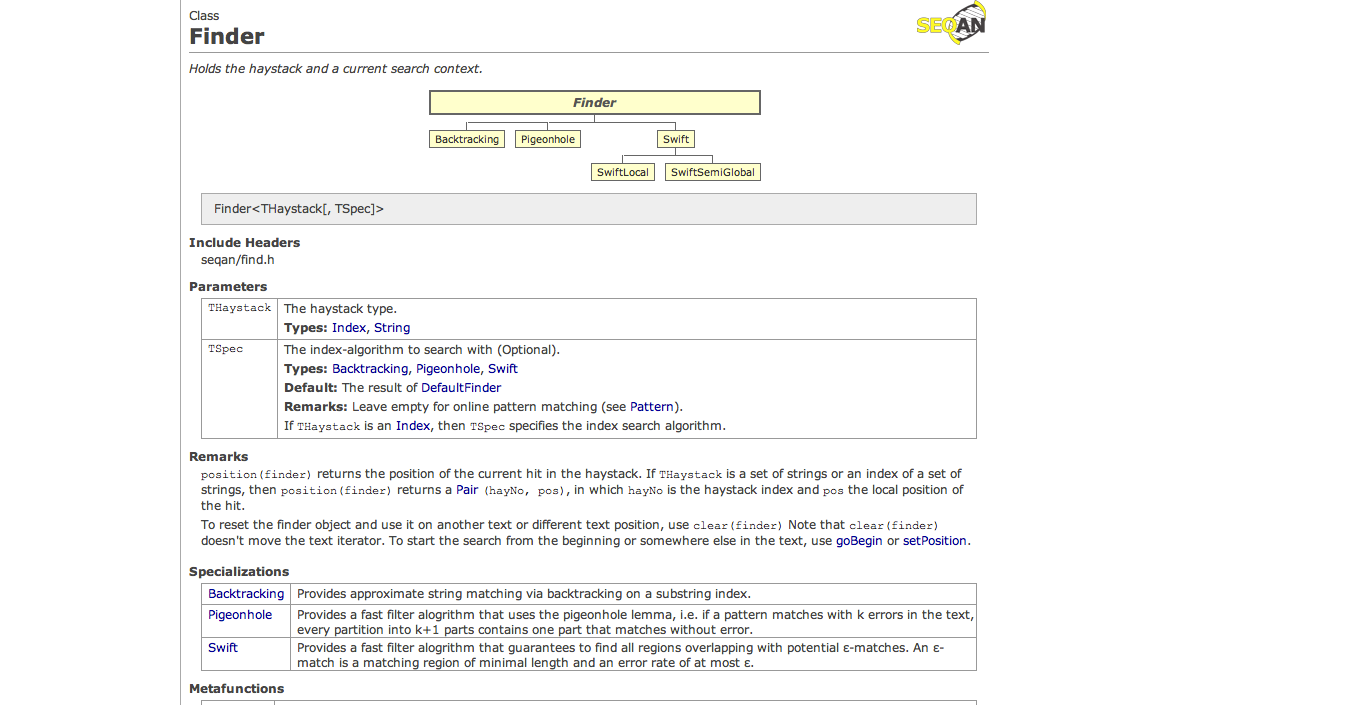 Class
SEQAN
Finder
Holds the haystack and a current search context.
Finder
Backtracking Pigeonhole Swift
SwiftLocal SwiftSemiGlobal
Finder<THaystack[, TSpec]>
Include Headers
seqan/find.h
Parameters
THaystack The haystack type.
Types: Index, String
TSpec The index-algorithm to search with (Optional).
Types: Backtracking, Pigeonhole, Swift
Default: The result of DefaultFinder
Remarks: Leave empty for online pattern matching (see Pattern).
If THaystack is an Index, then TSpec specifies the index search algorithm.
Remarks
position(finder) returns the position of the current hit in the haystack. If THaystack is a set of strings or an index of a set of
strings, then position(finder) returns a Pair (hayNo, pos), in which hayNo is the haystack index and pos the local position of
the hit.
To reset the finder object and use it on another text or different text position, use clear(finder) Note that clear(finder)
doesn't move the text iterator. To start the search from the beginning or somewhere else in the text, use goBegin or setPosition.
Specializations
Backtracking Provides approximate string matching via backtracking on a substring index.
Pigeonhole Provides a fast filter alogrithm that uses the pigeonhole lemma, i.e. if a pattern matches with k errors in the text,
every partition into k+1 parts contains one part that matches without error.
Swift Provides a fast filter alogrithm that guarantees to find all regions overlapping with potential ε-matches. An ε-
match is a matching region of minimal length and an error rate of at most ε.
Metafunctions